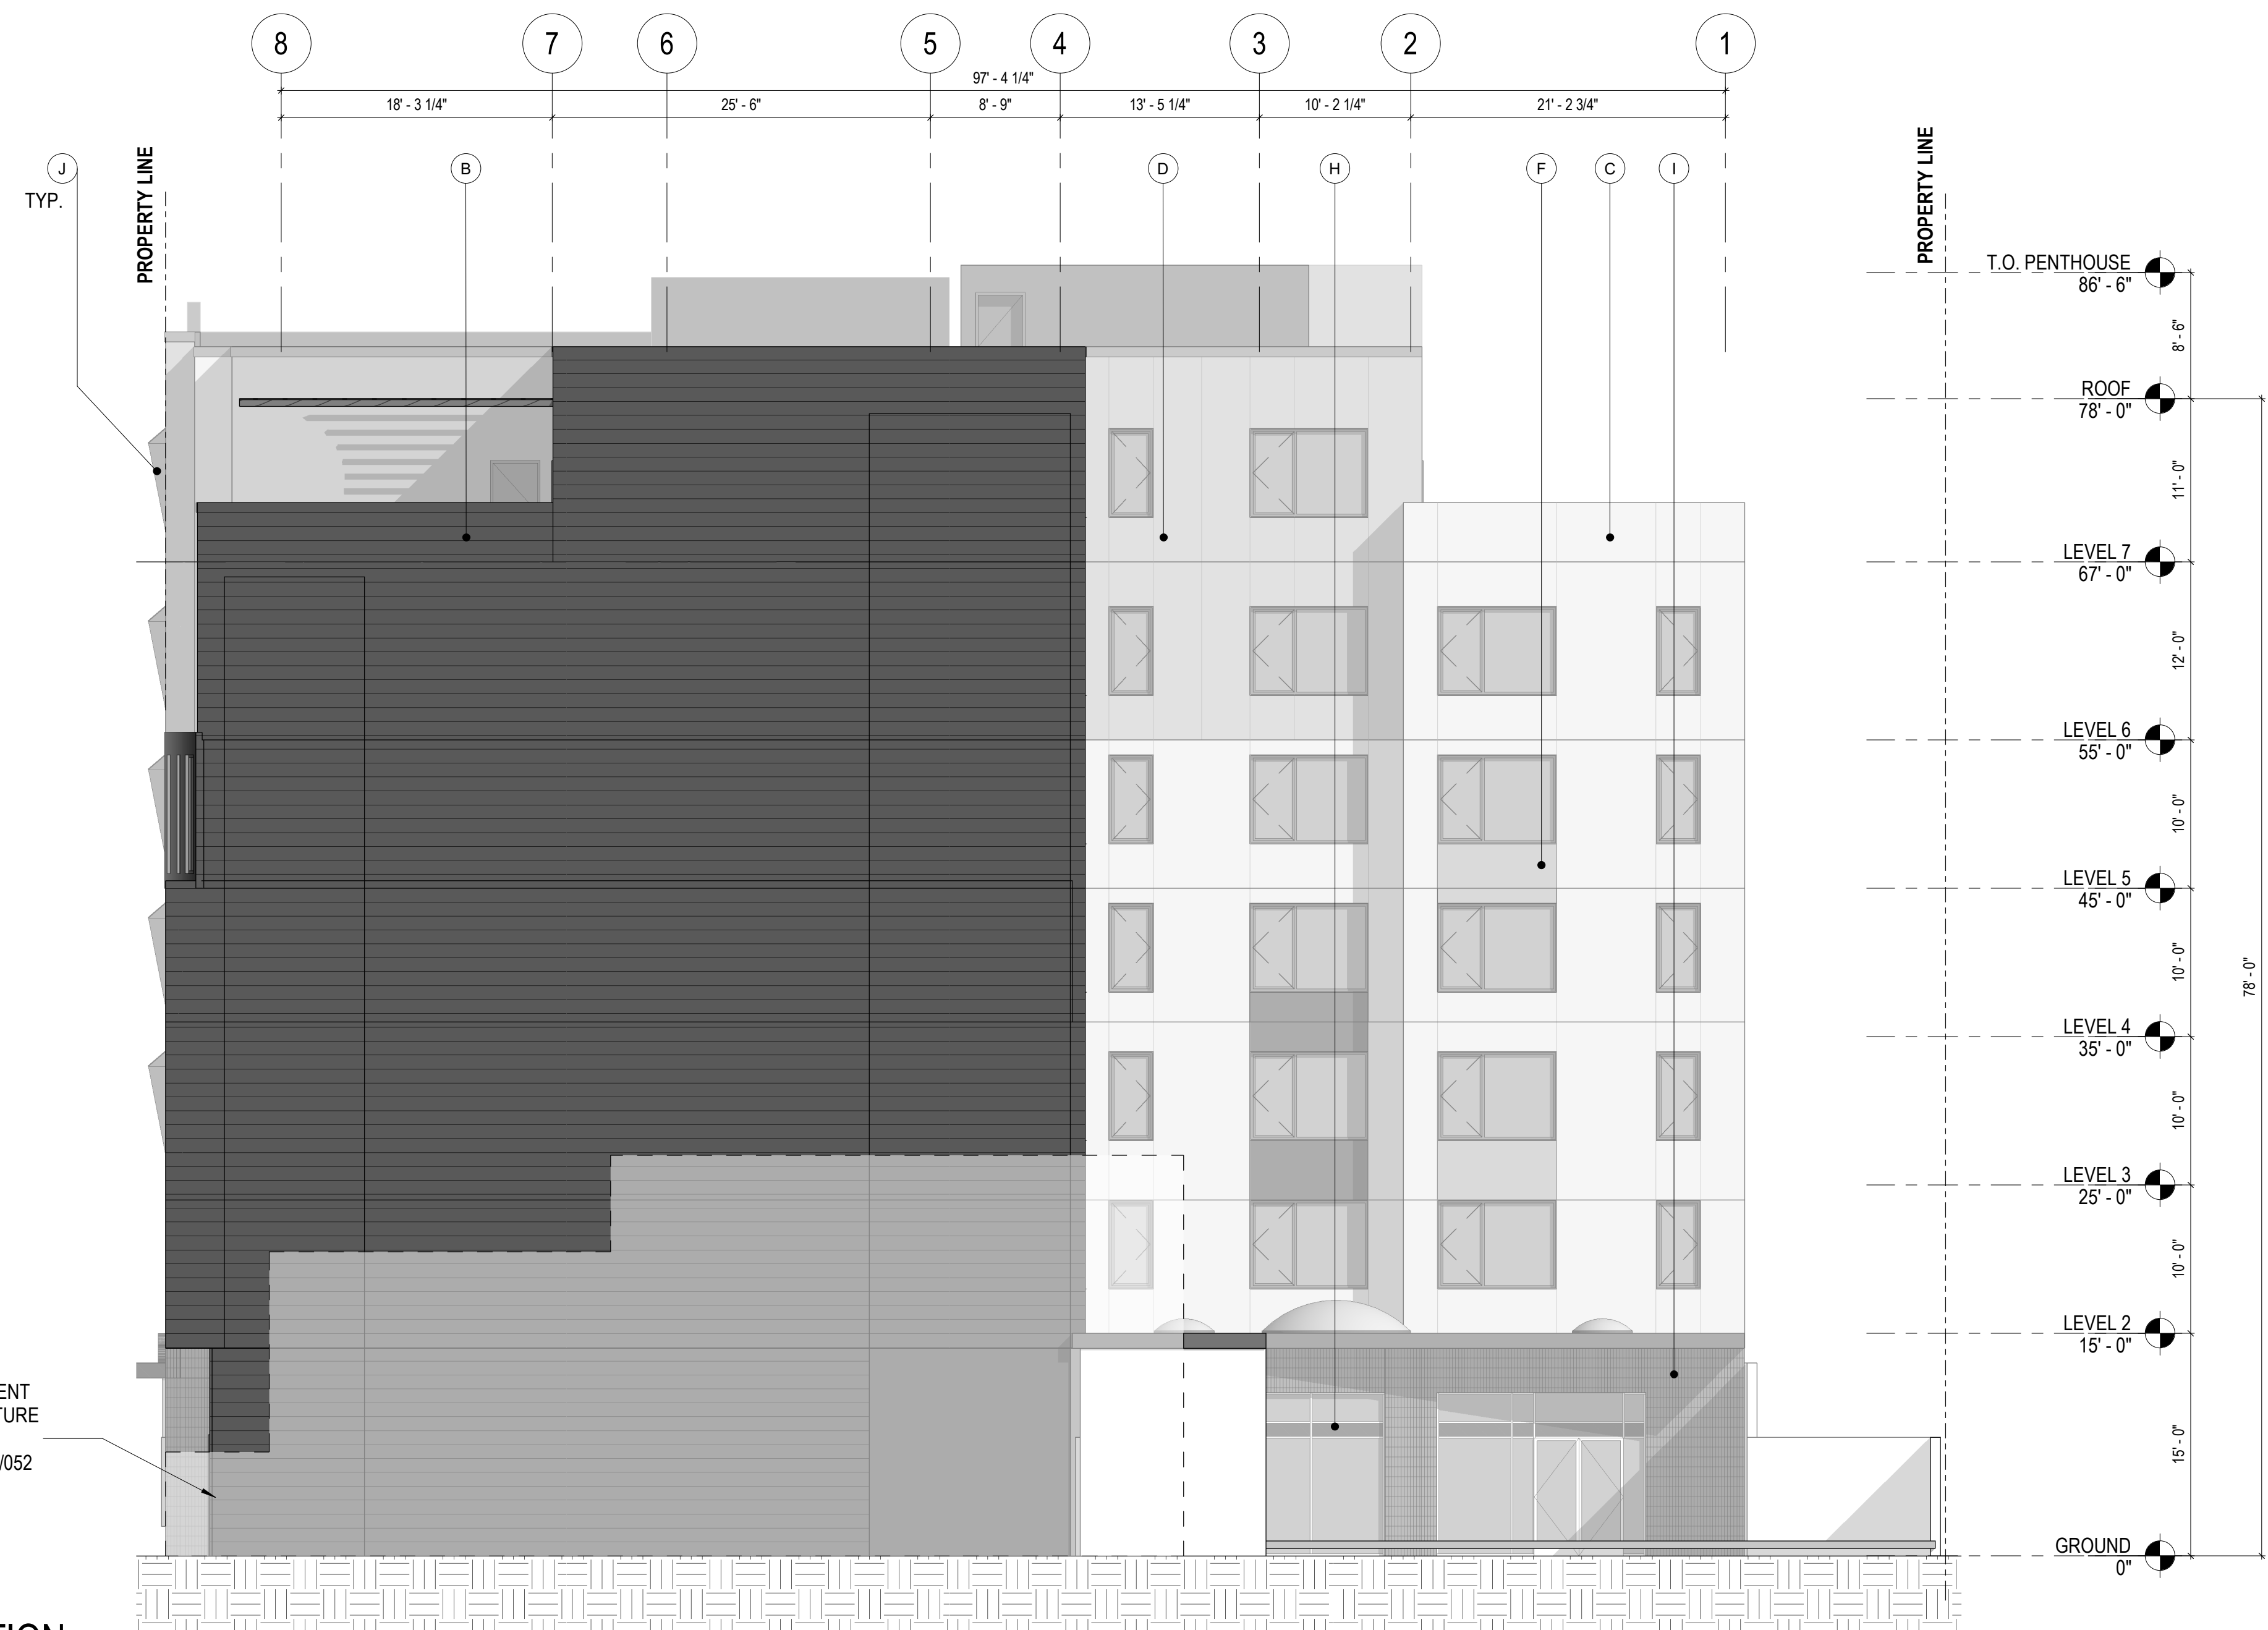 8 7 6 5 4 3 2 1
97' - 4 1/4"
18' - 3 1/4" 25' - 6" 8' - 9" 13' - 5 1/4" 10' - 2 1/4" 21' - 2 3/4"
J
TYP.
PROPERTY LINE
B
D
H
F
C
I
PROPERTY LINE
T.O. PENTHOUSE
86' - 6"
8' - 6"
ROOF
78' - 0"
11' - 0"
LEVEL 7
67' - 0"
12' - 0"
LEVEL 6
55' - 0"
10' - 0"
LEVEL 5
45' - 0"
10' - 0"
78' - 0"
LEVEL 4
35' - 0"
10' - 0"
LEVEL 3
25' - 0"
10' - 0"
LEVEL 2
15' - 0"
15' - 0"
GROUND
0"
ENT
TURE
/052